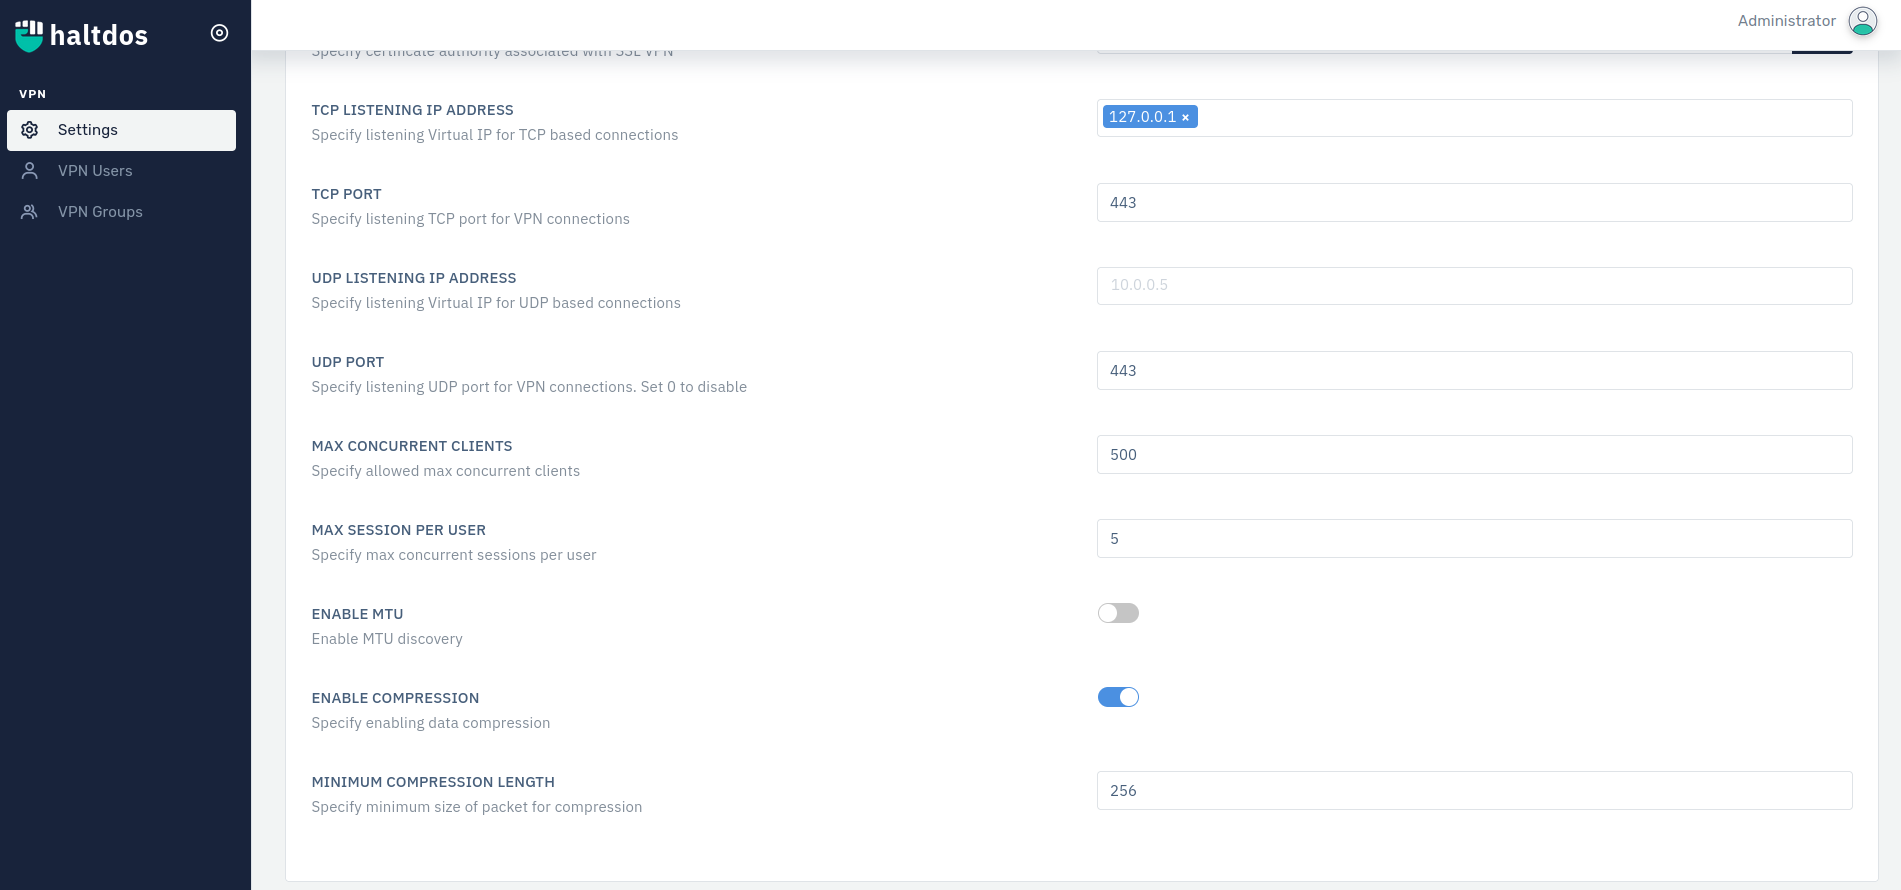 haltdos
Administrator
VPN
Settings
VPN Users
VPN Groups
Specify certificate authority associated with SSL VPN
TCP LISTENING IP ADDRESS
Specify listening Virtual IP for TCP based connections
127.0.0.1 ×
TCP PORT
Specify listening TCP port for VPN connections
443
UDP LISTENING IP ADDRESS
Specify listening Virtual IP for UDP based connections
10.0.0.5
UDP PORT
Specify listening UDP port for VPN connections. Set 0 to disable
443
MAX CONCURRENT CLIENTS
Specify allowed max concurrent clients
500
MAX SESSION PER USER
Specify max concurrent sessions per user
5
ENABLE MTU
Enable MTU discovery
ENABLE COMPRESSION
Specify enabling data compression
MINIMUM COMPRESSION LENGTH
Specify minimum size of packet for compression
256